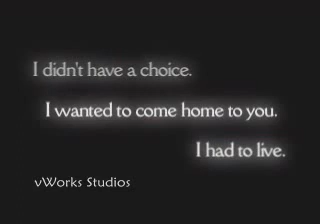 I didn't have a choice.
I wanted to come home to you.
I had to live.
vWorks Studios